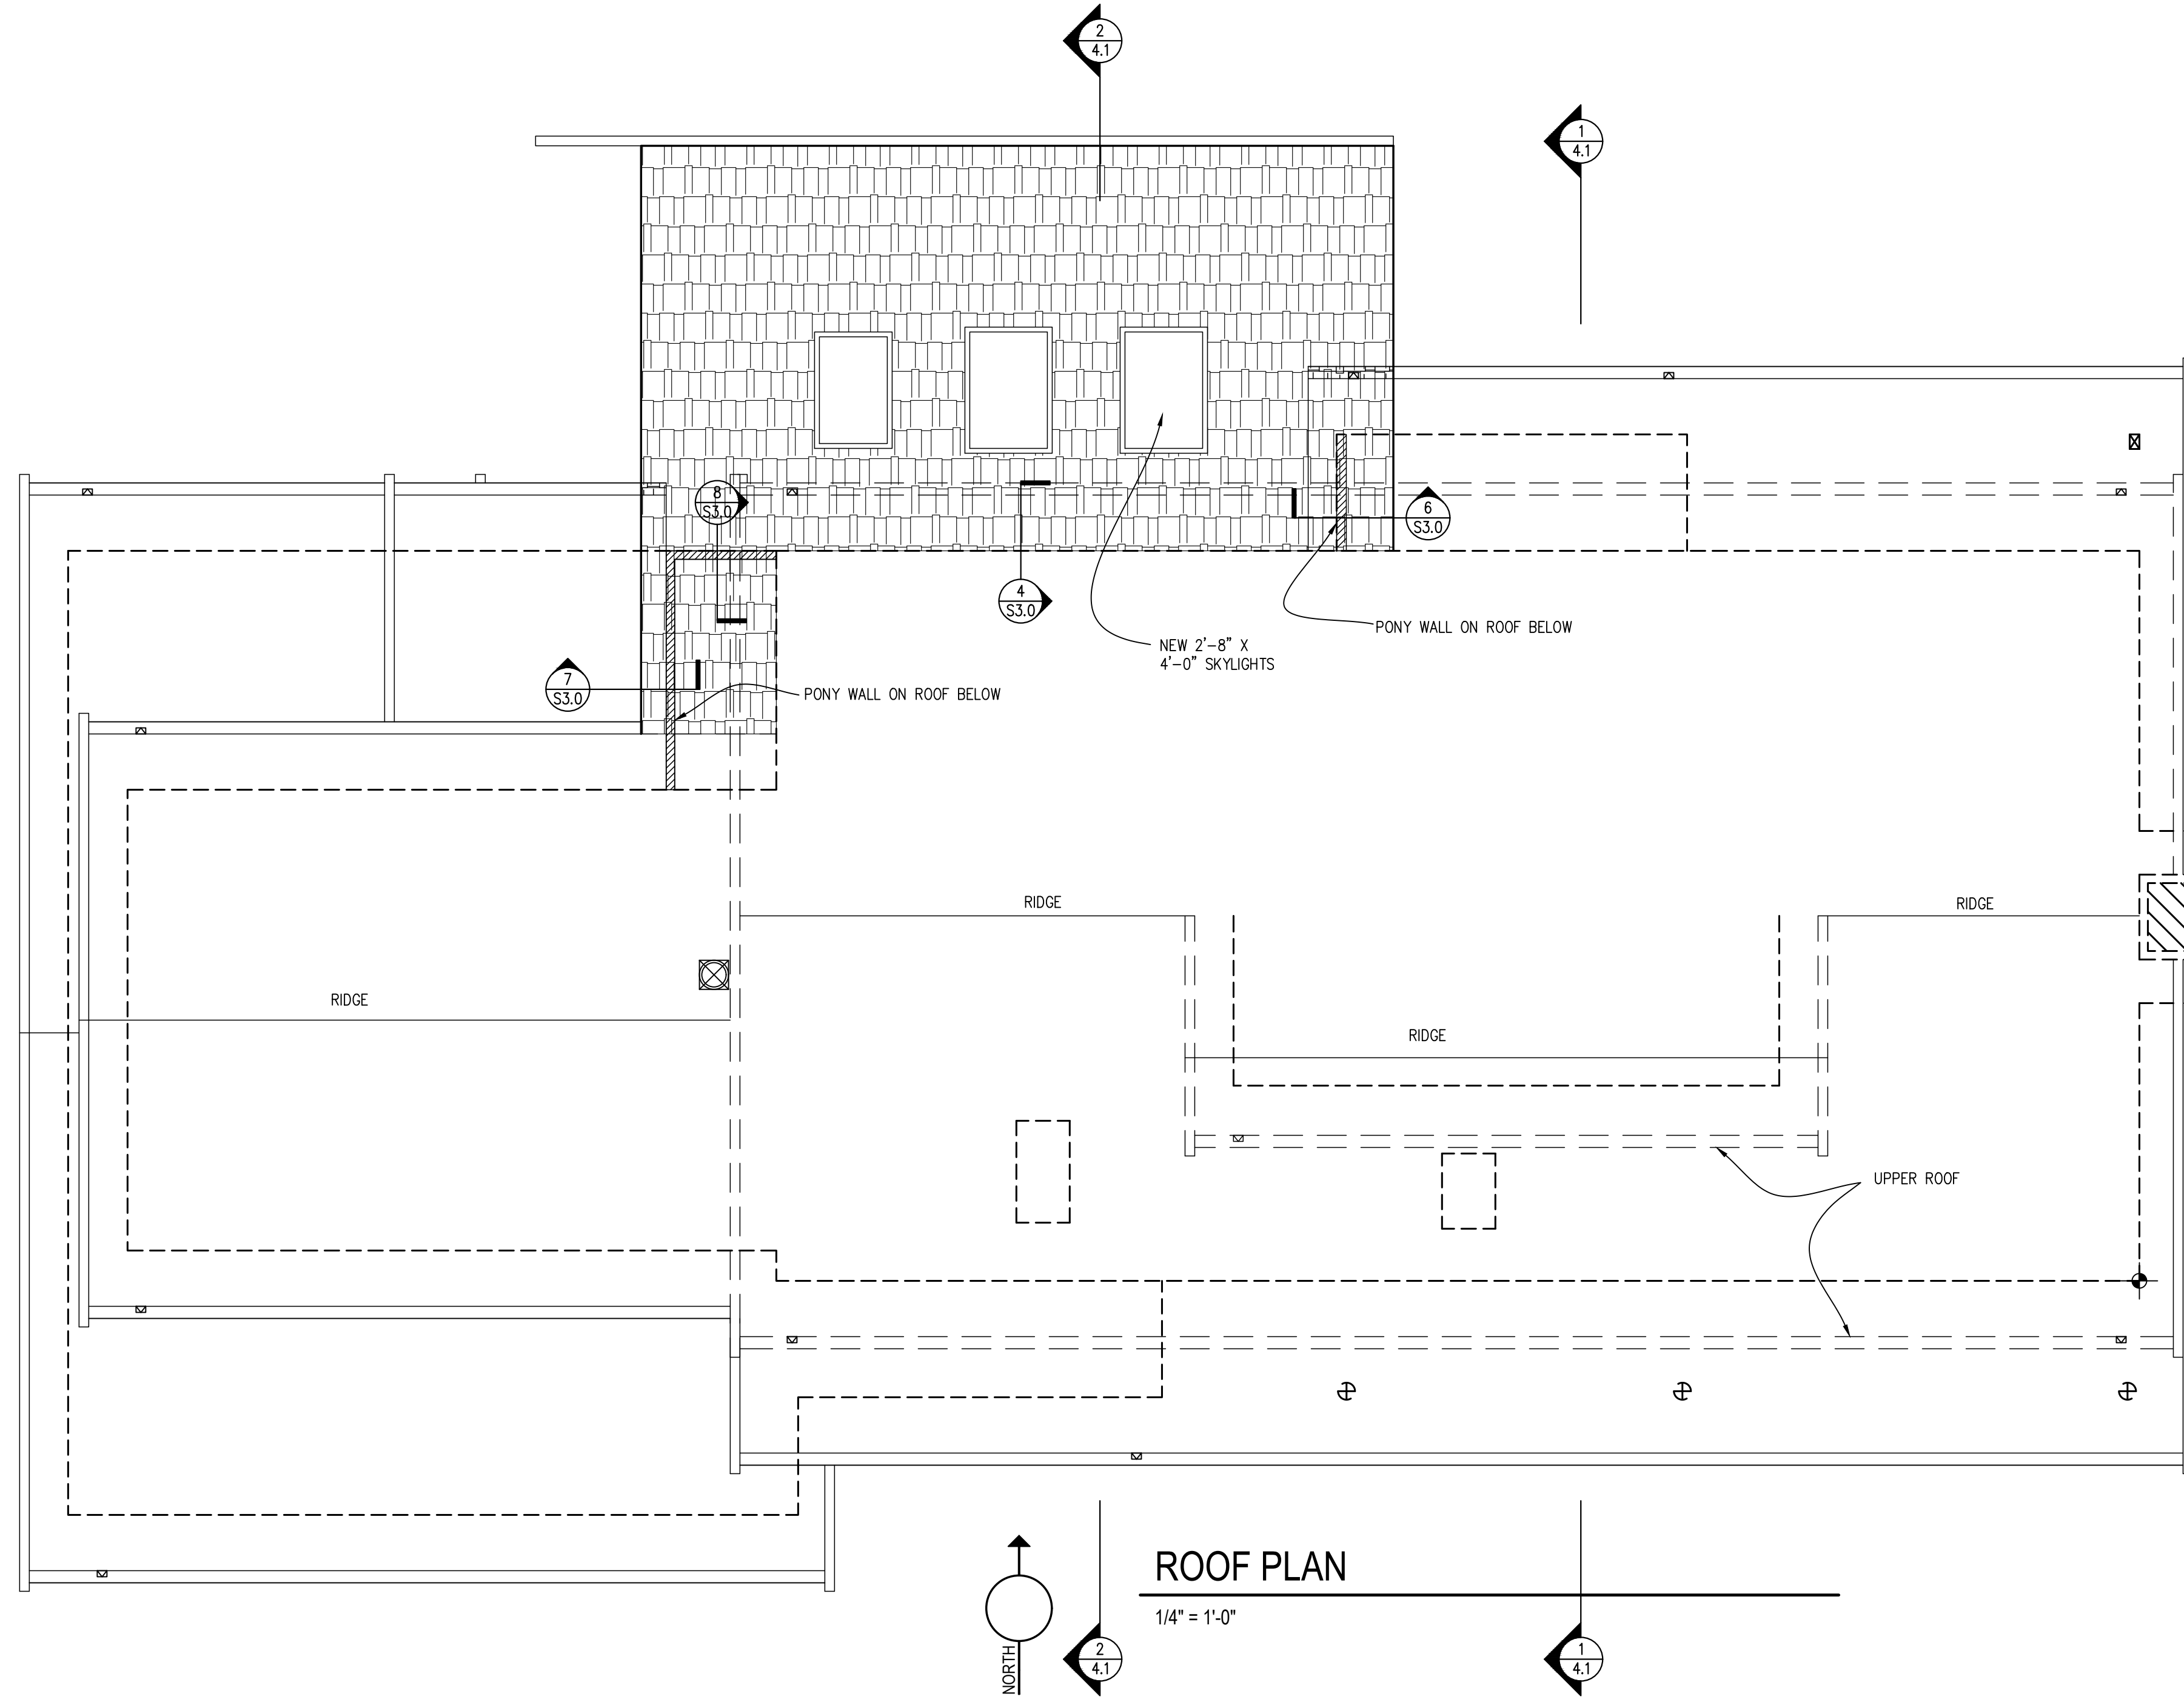 2
4.1
1
4.1
8
S3.0
6
S3.0
4
S3.0
PONY WALL ON ROOF BELOW
NEW 2'-8" X
4'-0" SKYLIGHTS
7
S3.0
PONY WALL ON ROOF BELOW
RIDGE
RIDGE
RIDGE
RIDGE
UPPER ROOF
ROOF PLAN
1/4" = 1'-0"
NORTH
2
4.1
1
4.1